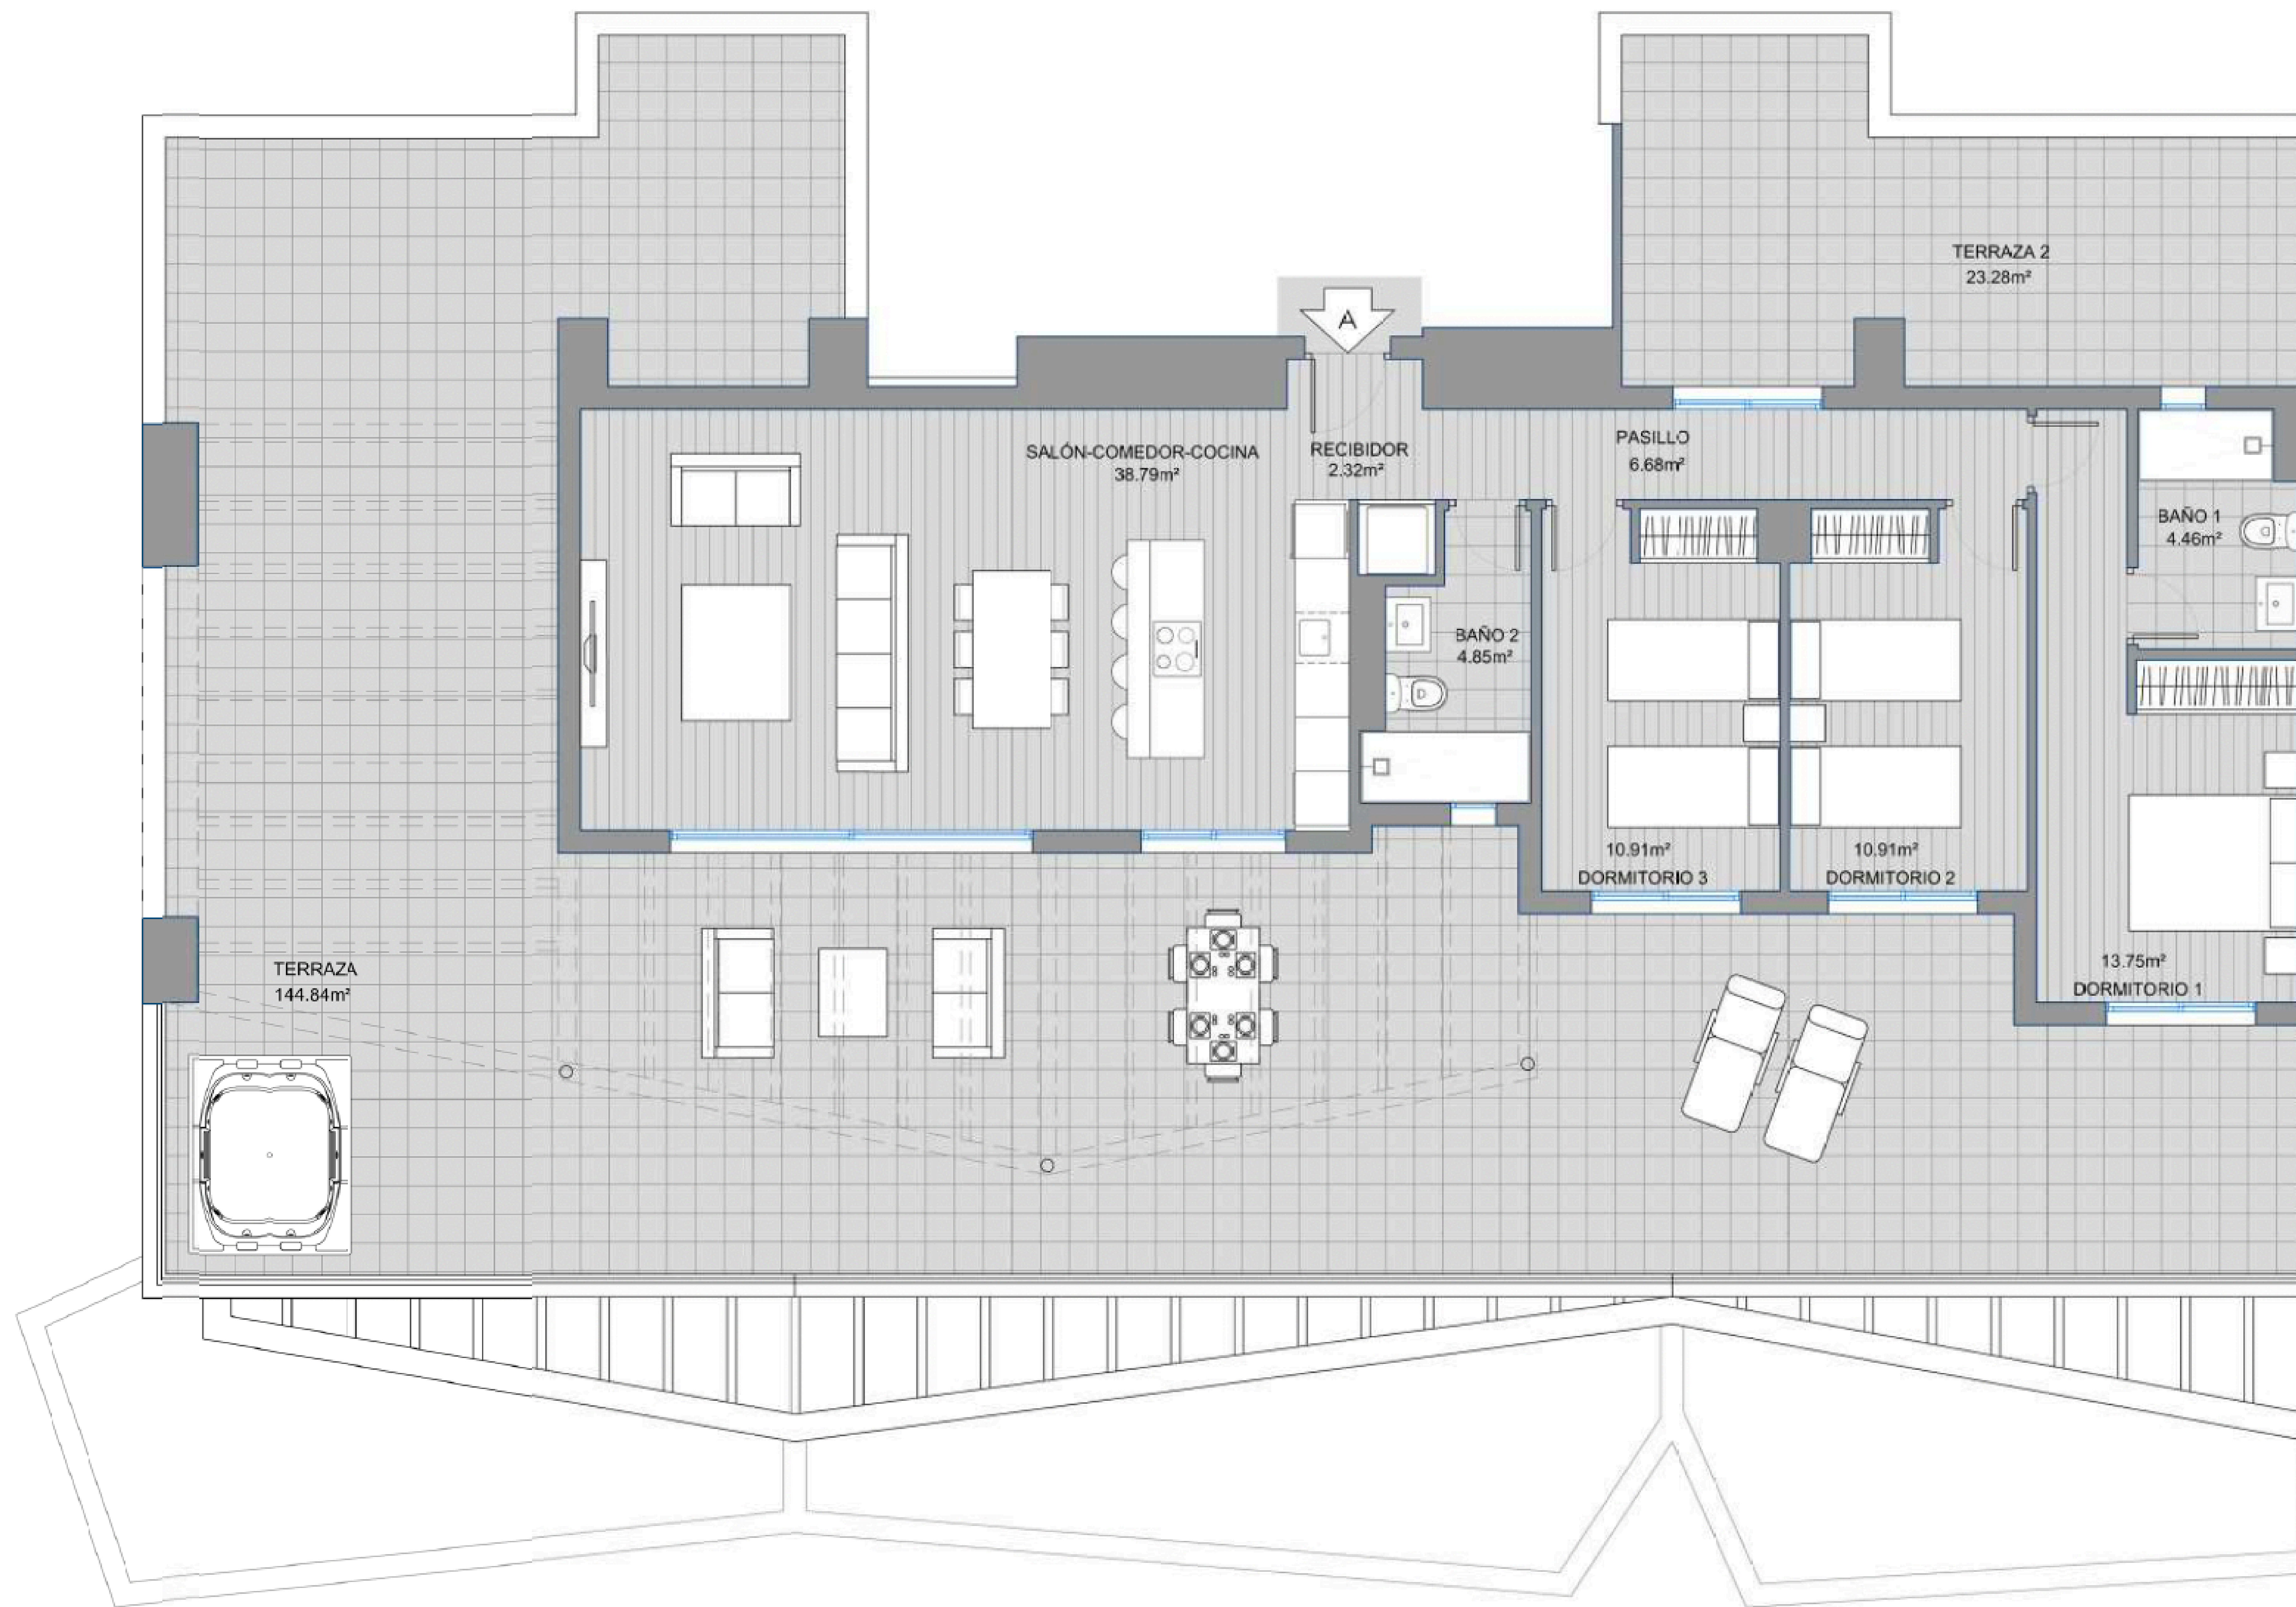 TERRAZA 2
23.28m²
A
SALÓN-COMEDOR-COCINA
38.79m²
RECIBIDOR
2.32m²
PASILLO
6.68m²
BAÑO 1
4.46m²
BAÑO 2
4.85m²
10.91m²
DORMITORIO 3
10.91m²
DORMITORIO 2
13.75m²
DORMITORIO 1
TERRAZA
144.84m²